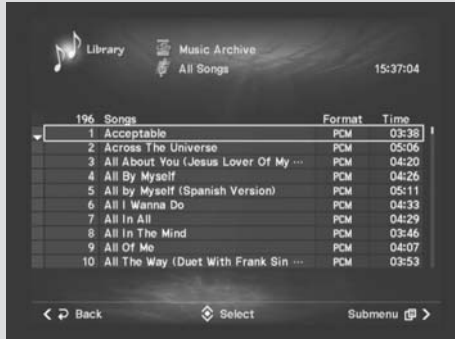 Library
Music Archive
All Songs
15:37:04
196 Songs Format Time
1 Acceptable PCM 03:38
2 Across The Universe PCM 05:06
3 All About You (Jesus Lover Of My ··· PCM 04:20
4 All By Myself PCM 04:26
5 All by Myself (Spanish Version) PCM 05:11
6 All I Wanna Do PCM 04:33
7 All In All PCM 04:29
8 All In The Mind PCM 03:46
9 All Of Me PCM 04:07
10 All The Way (Duet With Frank Sin ··· PCM 03:53
Back Select Submenu